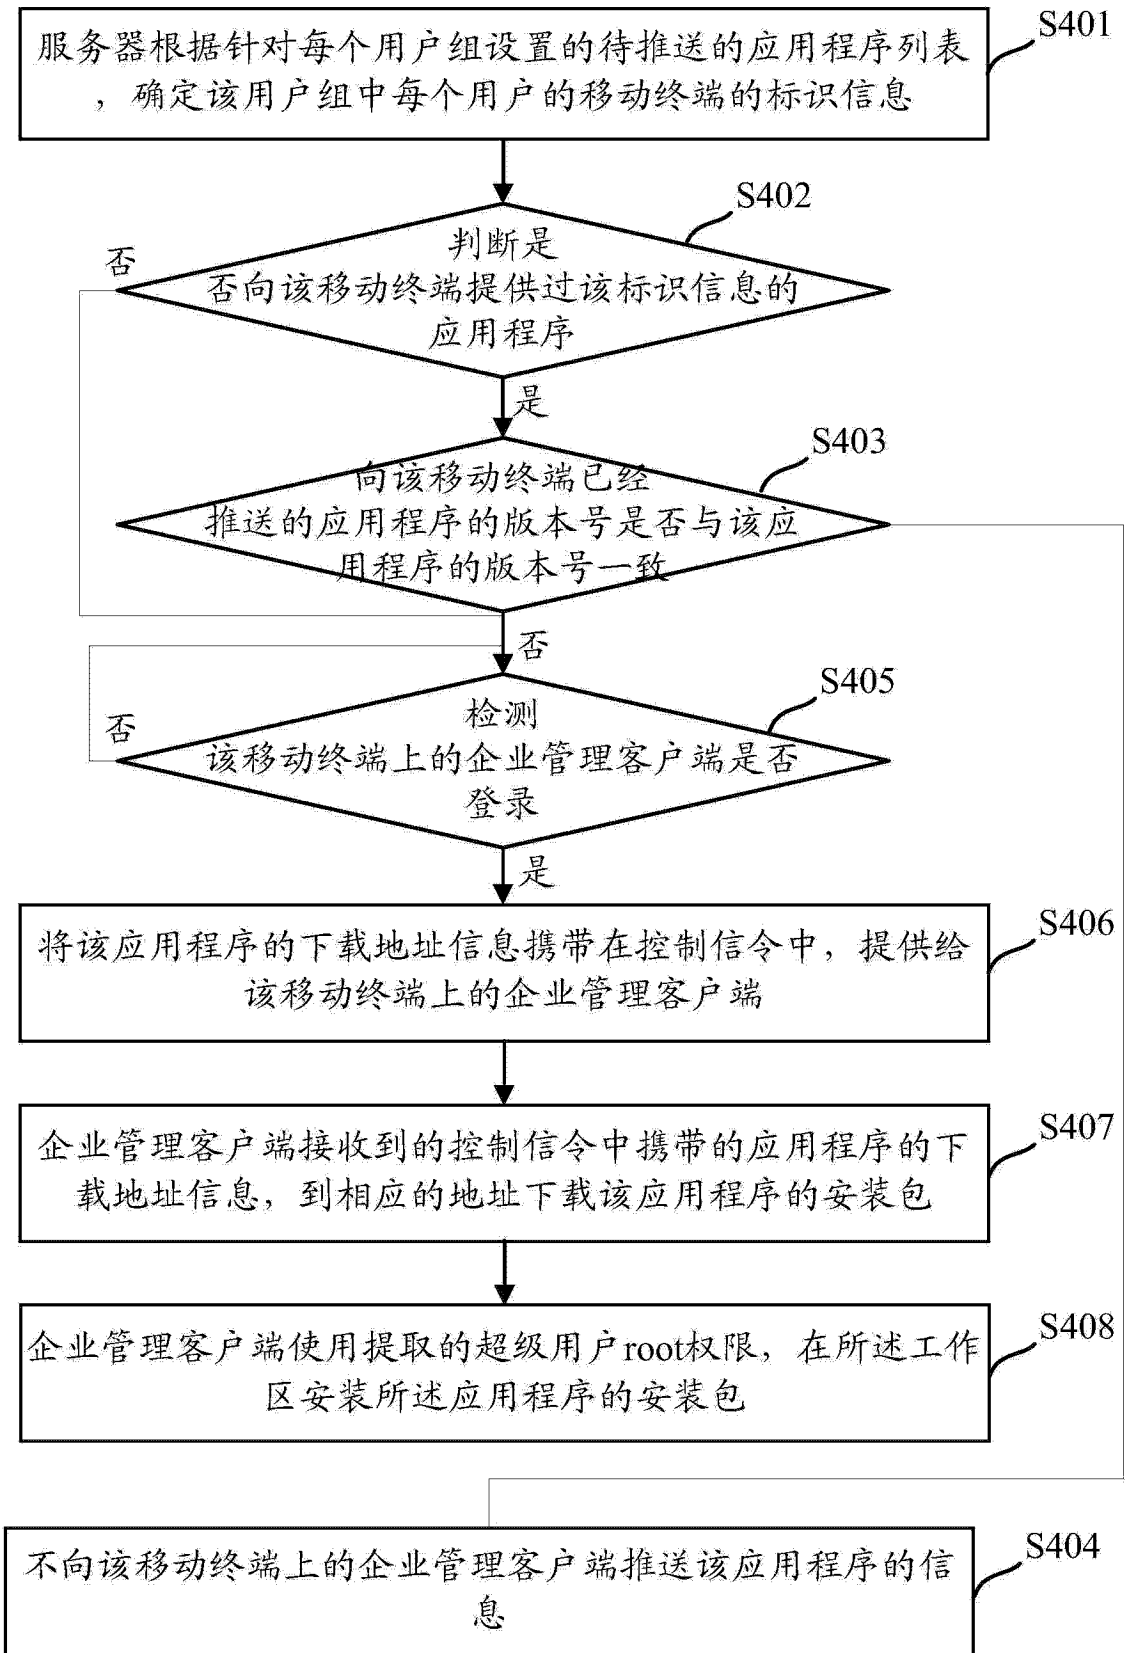 S401
服务器根据针对每个用户组设置的待推送的应用程序列表
，确定该用户组中每个用户的移动终端的标识信息
S402
否
判断是
否向该移动终端提供过该标识信息的
应用程序
是
S403
向该移动终端已经
推送的应用程序的版本号是否与该应
用程序的版本号一致
否
S405
否
检测
该移动终端上的企业管理客户端是否
登录
是
S406
将该应用程序的下载地址信息携带在控制信令中，提供给
该移动终端上的企业管理客户端
S407
企业管理客户端接收到的控制信令中携带的应用程序的下
载地址信息，到相应的地址下载该应用程序的安装包
S408
企业管理客户端使用提取的超级用户root权限，在所述工作
区安装所述应用程序的安装包
S404
不向该移动终端上的企业管理客户端推送该应用程序的信
息